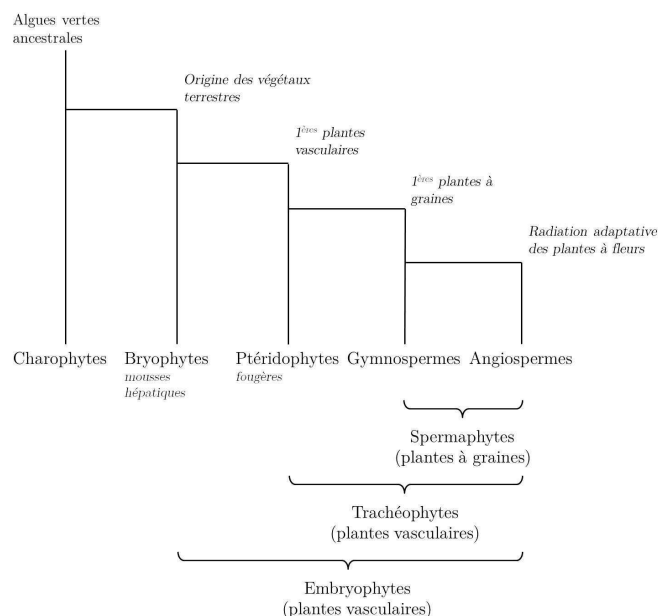 Algues vertes
ancestrales
Origine des végétaux
terrestres
1ères plantes
vasculaires
1ères plantes à
graines
Radiation adaptative
des plantes à fleurs
Charophytes
Bryophytes
mousses
hépatiques
Ptéridophytes
fougères
Gymnospermes
Angiospermes
Spermaphytes
(plantes à graines)
Trachéophytes
(plantes vasculaires)
Embryophytes
(plantes vasculaires)